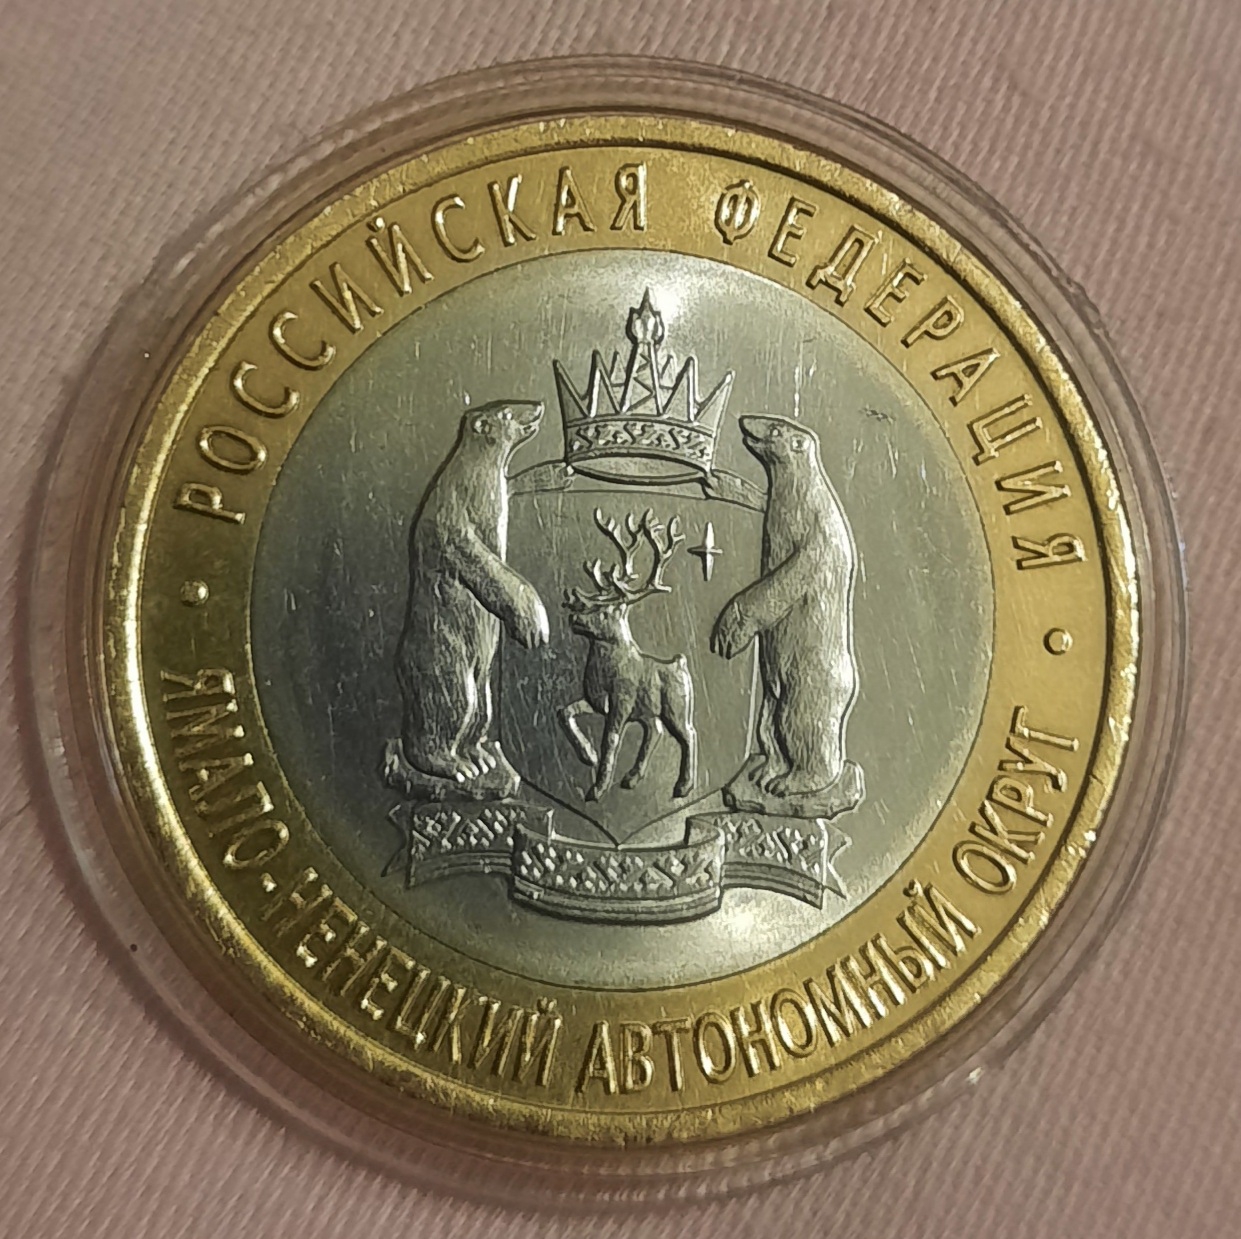 РОССИЙСКАЯ ФЕДЕРАЦИЯ
ЯМАЛО-НЕНЕЦКИЙ АВТОНОМНЫЙ ОКРУГ